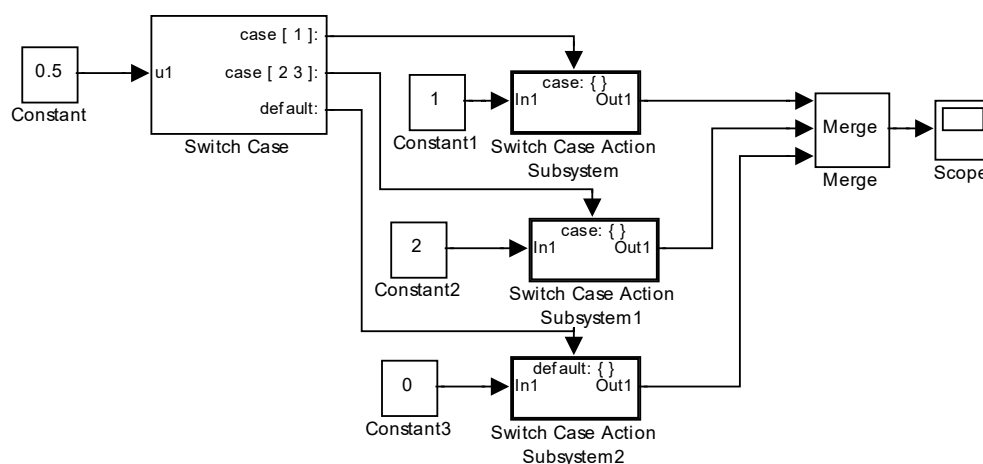 0.5
Constant
u1
case [ 1 ]:
case [ 2 3 ]:
default:
Switch Case
1
Constant1
case: { }
In1
Out1
Switch Case Action
Subsystem
2
Constant2
case: { }
In1
Out1
Switch Case Action
Subsystem1
0
Constant3
default: { }
In1
Out1
Switch Case Action
Subsystem2
Merge
Merge
Scope